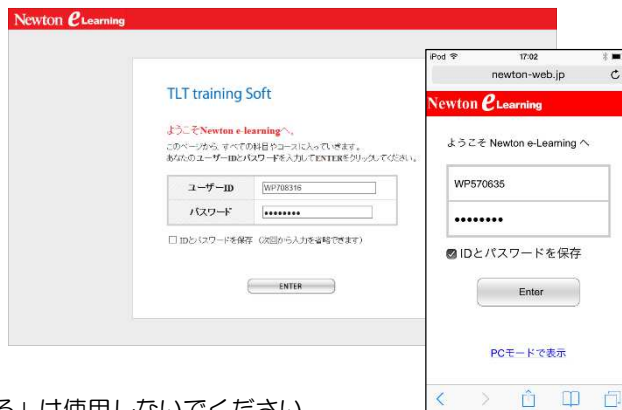 Newton eLearning
TLT training Soft
ようこそNewton e-learningへ。
このページから、すべての科目やコースに入っていきます。
あなたのユーザーIDとパスワードを入力してENTERをクリックしてください。
ユーザーID WP708316
パスワード ••••••••
IDとパスワードを保存（次回から入力を省略できます）
ENTER
iPod 17:02
newton-web.jp
Newton eLearning
ようこそ Newton e-Learning へ
WP570635
••••••••
IDとパスワードを保存
Enter
PCモードで表示
る」は使用しないでください